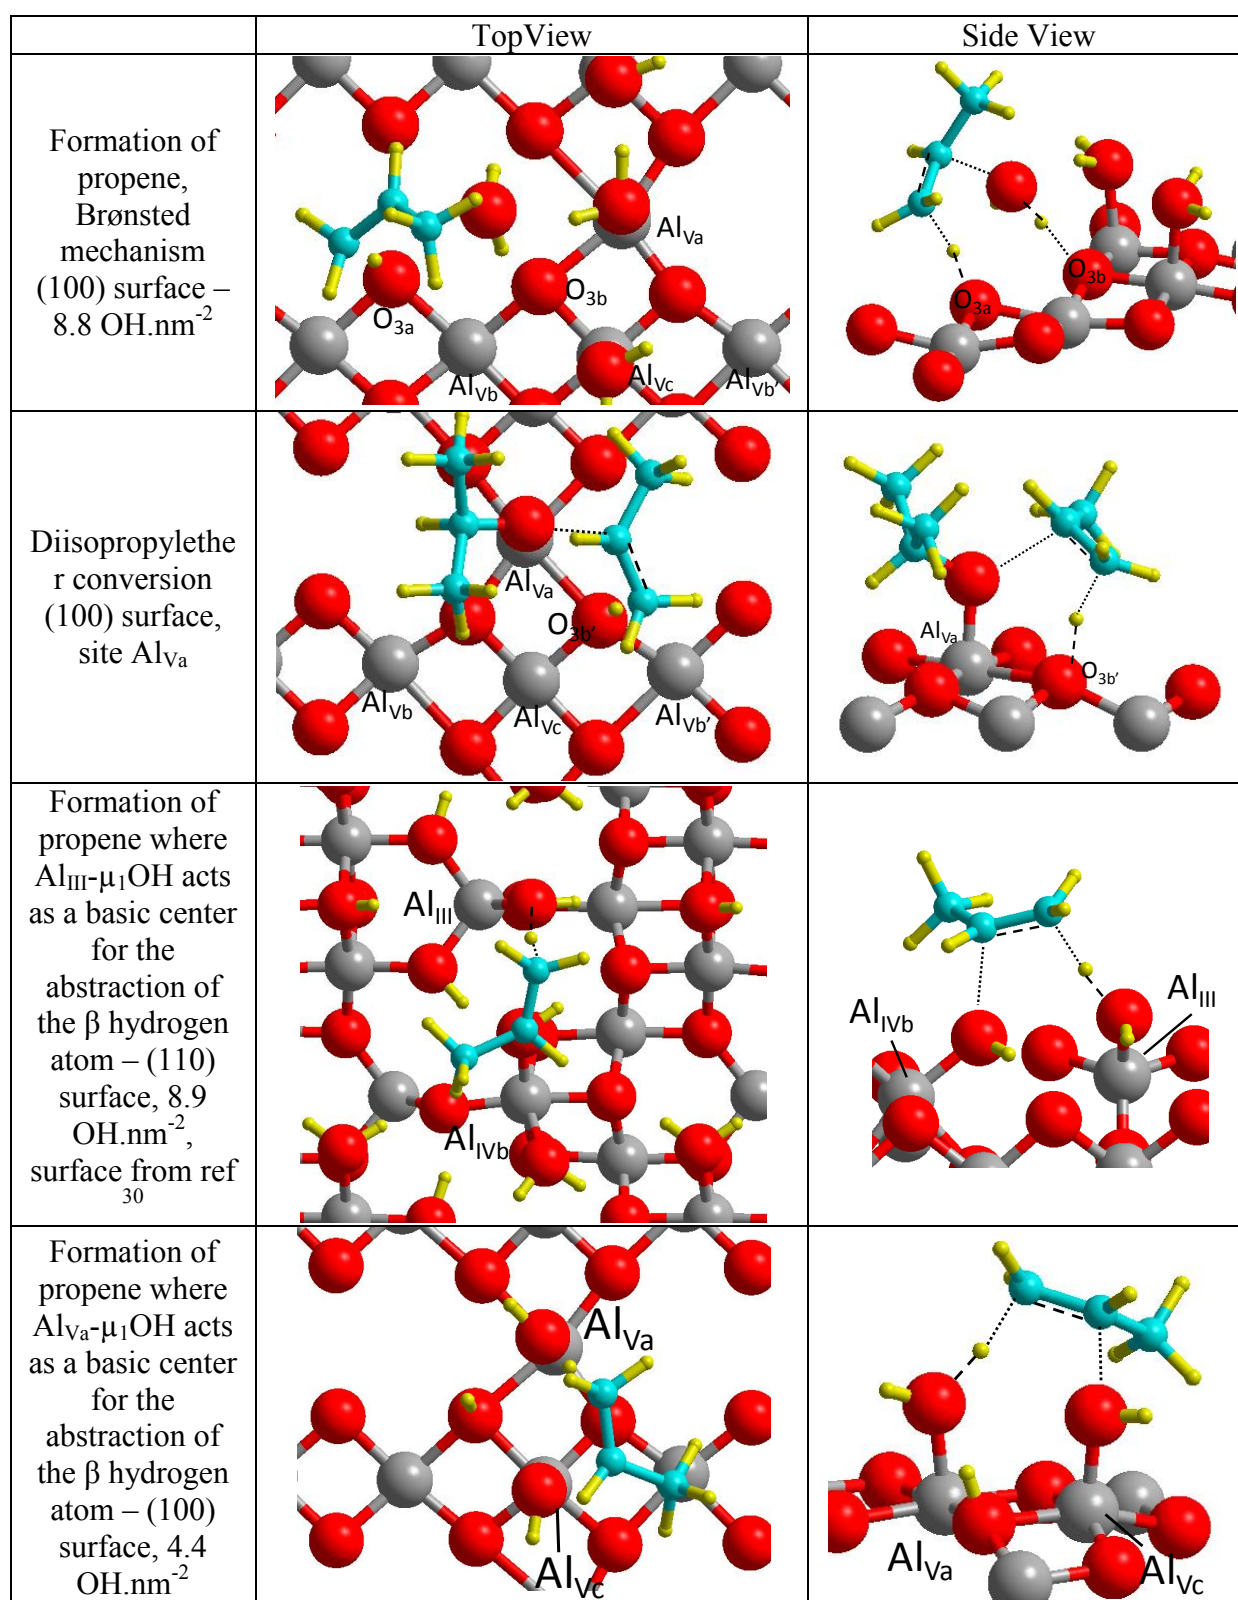 TopView
Side View
Formation of
propene,
Brønsted
mechanism
(100) surface –
8.8 OH.nm-2
AlVa
O3b
O3a
AlVb
AlVc
AlVb'
O3b
O3a
Diisopropylethe
r conversion
(100) surface,
site AlVa
AlVa
O3b'
AlVb
AlVc
AlVb'
AlVa
O3b'
Formation of
propene where
AlIII-µ1OH acts
as a basic center
for the
abstraction of
the β hydrogen
atom – (110)
surface, 8.9
OH.nm-2,
surface from ref
30
AlIII
AlIVb
AlIII
AlIVb
Formation of
propene where
AlVa-µ1OH acts
as a basic center
for the
abstraction of
the β hydrogen
atom – (100)
surface, 4.4
OH.nm-2
AlVa
AlVc
AlVa
AlVc